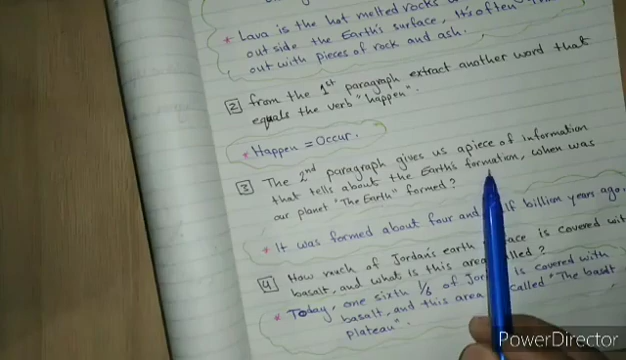 * Lava is the hot melted rocks
out side the Earth's surface, It's often
out with pieces of rock and ash.
2 from the 1st paragraph extract another word that
equals the verb "happen".
* Happen = Occur.
3 The 2nd paragraph gives us apiece of information
that tells about the Earth's formation, when was
our planet "The Earth" formed?
* It was formed about four and half billion years ago.
4 How much of Jordan's earth is covered with
basalt, and what is this area called?
* Today, one sixth 1/6 of is covered with
basalt, and this area called "The baslt
plateau".
PowerDirector